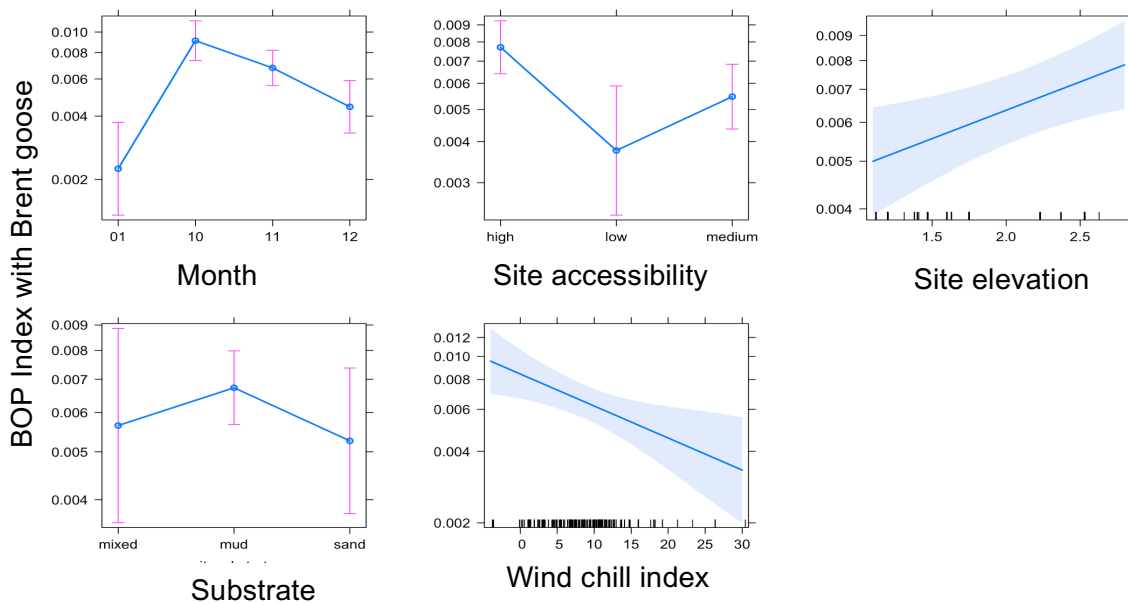 BOP Index with Brent goose
0.010
0.008
0.006
0.004
0.002
01 10 11 12
Month
0.009
0.008
0.007
0.006
0.005
0.004
0.003
high low medium
Site accessibility
0.009
0.008
0.007
0.006
0.005
0.004
1.5 2.0 2.5
Site elevation
0.009
0.008
0.007
0.006
0.005
0.004
mixed mud sand
Substrate
0.012
0.010
0.008
0.006
0.004
0.002
0 5 10 15 20 25 30
Wind chill index